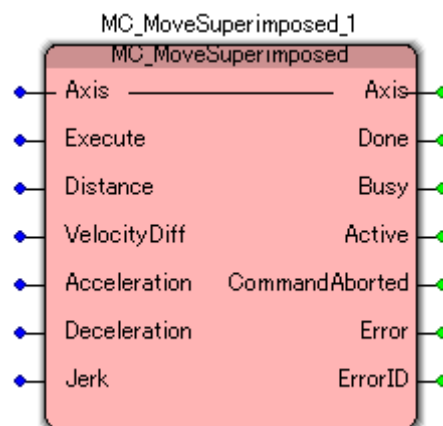 MC_MoveSuperimposed_1
MC_MoveSuperimposed
Axis Axis
Execute Done
Distance Busy
VelocityDiff Active
Acceleration CommandAborted
Deceleration Error
Jerk ErrorID